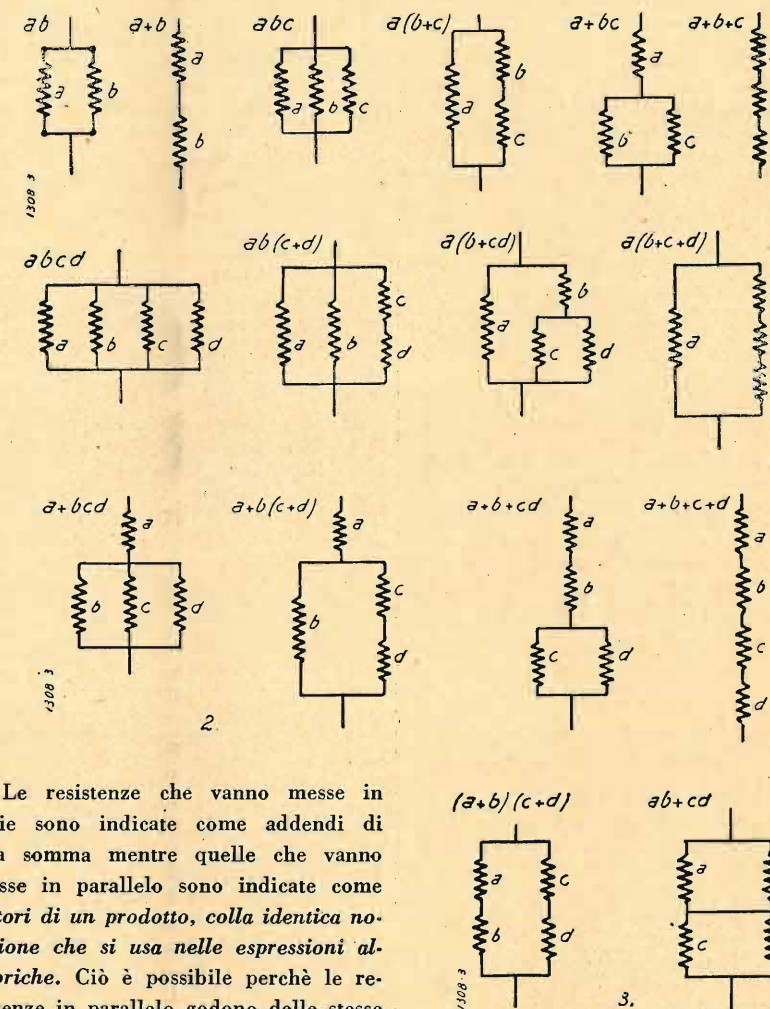 ab a+b abc a(b+c) a+bc a+b+c
a b a b a b c a b c a b c
1308 3
abcd ab(c+d) a(b+cd) a(b+c+d)
a b c d a b c d a b c d a
a+bcd a+b(c+d) a+b+cd a+b+c+d
a b c d a b c d a b c d a b c d
1308 3
2.
Le resistenze che vanno messe in
ie sono indicate come addendi di
a somma mentre quelle che vanno
sse in parallelo sono indicate come
tori di un prodotto, colla identica no-
ione che si usa nelle espressioni al-
briche. Ciò è possibile perchè le re-
tenze in parallelo godono delle stesse
(a+b)(c+d) ab+cd
a b c d a c
1308-3
3.